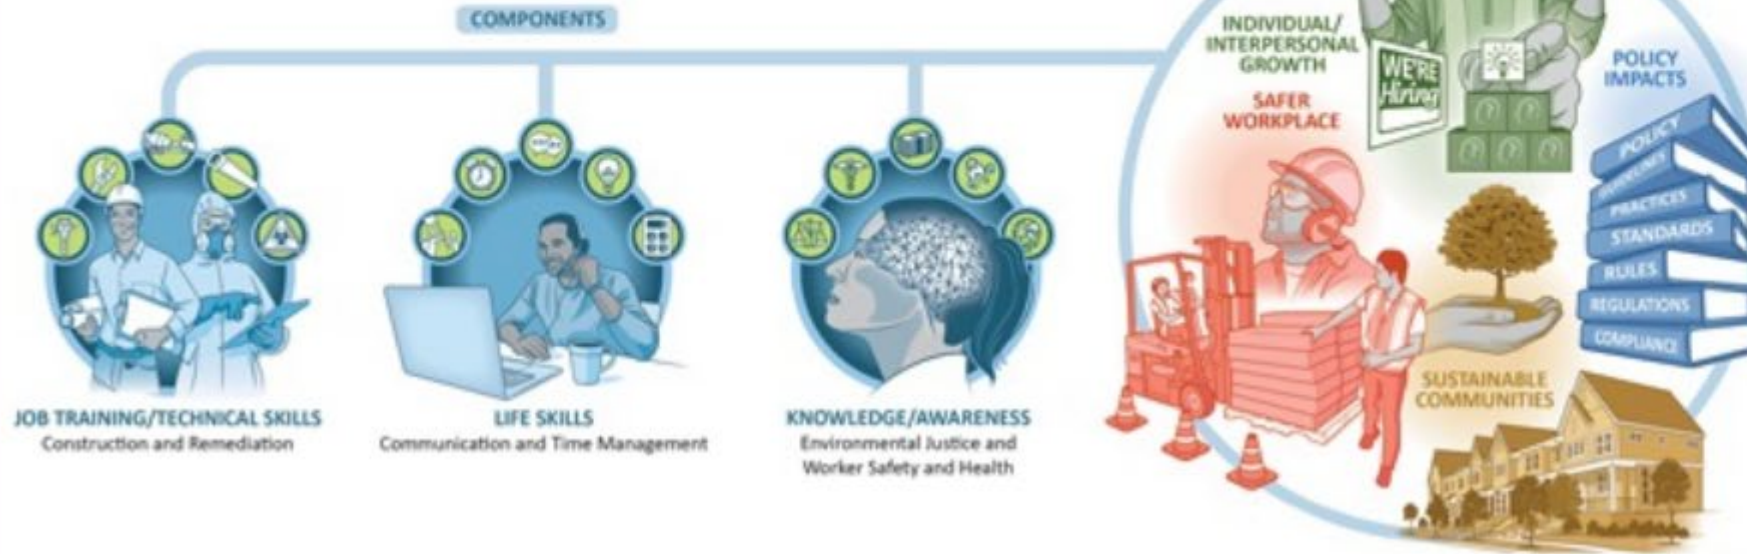 COMPONENTS
JOB TRAINING/TECHNICAL SKILLS
Construction and Remediation
LIFE SKILLS
Communication and Time Management
KNOWLEDGE/AWARENESS
Environmental Justice and
Worker Safety and Health
INDIVIDUAL/
INTERPERSONAL
GROWTH
WE'RE
Hiring
SAFER
WORKPLACE
POLICY
IMPACTS
POLICY
PRACTICES
STANDARDS
RULES
REGULATIONS
COMPLIANCE
SUSTAINABLE
COMMUNITIES